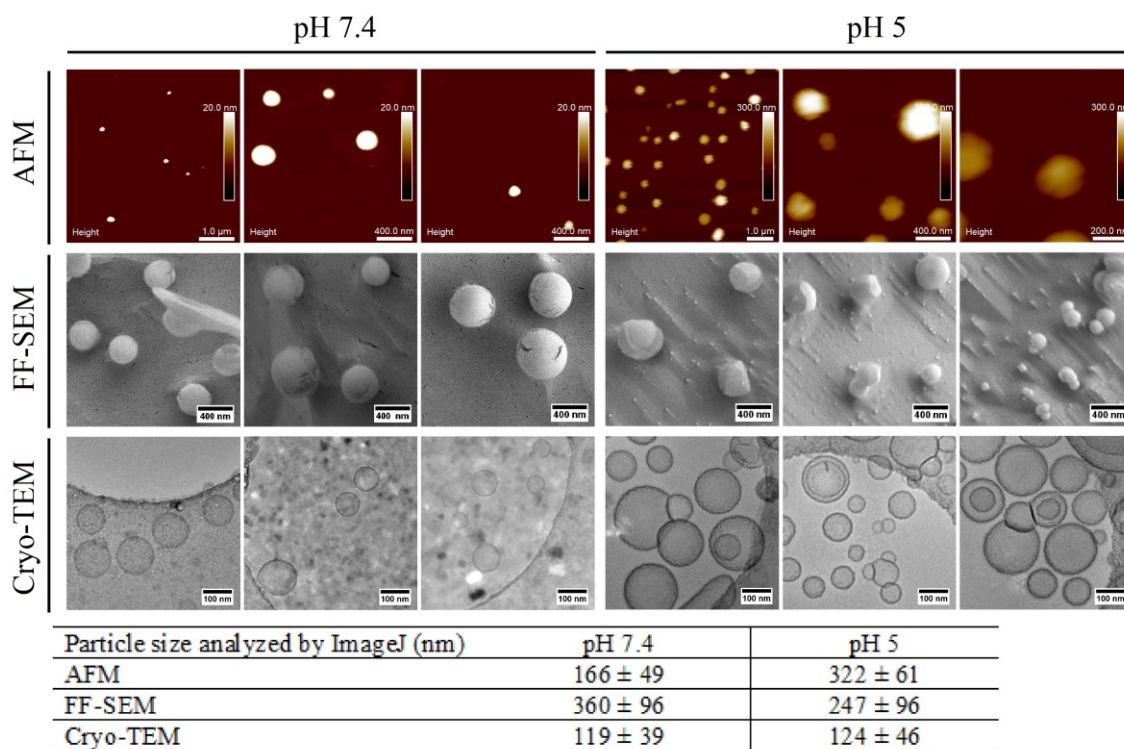 pH 7.4
pH 5
AFM
20.0 nm
Height
1.0 µm
20.0 nm
Height
400.0 nm
20.0 nm
Height
400.0 nm
300.0 nm
Height
1.0 µm
Height
400.0 nm
300.0 nm
Height
200.0 nm
FF-SEM
400 nm
400 nm
400 nm
400 nm
400 nm
400 nm
Cryo-TEM
100 nm
100 nm
100 nm
100 nm
100 nm
100 nm
Particle size analyzed by ImageJ (nm) pH 7.4 pH 5
AFM 166 ± 49 322 ± 61
FF-SEM 360 ± 96 247 ± 96
Cryo-TEM 119 ± 39 124 ± 46